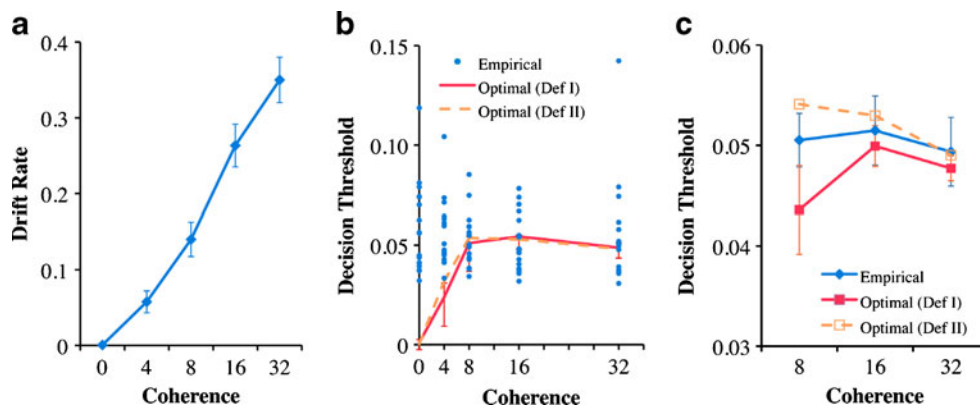 a
0.4
0.3
0.2
0.1
0
Drift Rate
0 4 8 16 32
Coherence
b
0.15
0.10
0.05
0
Decision Threshold
Empirical
Optimal (Def I)
Optimal (Def II)
0 4 8 16 32
Coherence
c
0.06
0.05
0.04
0.03
Decision Threshold
Empirical
Optimal (Def I)
Optimal (Def II)
8 16 32
Coherence